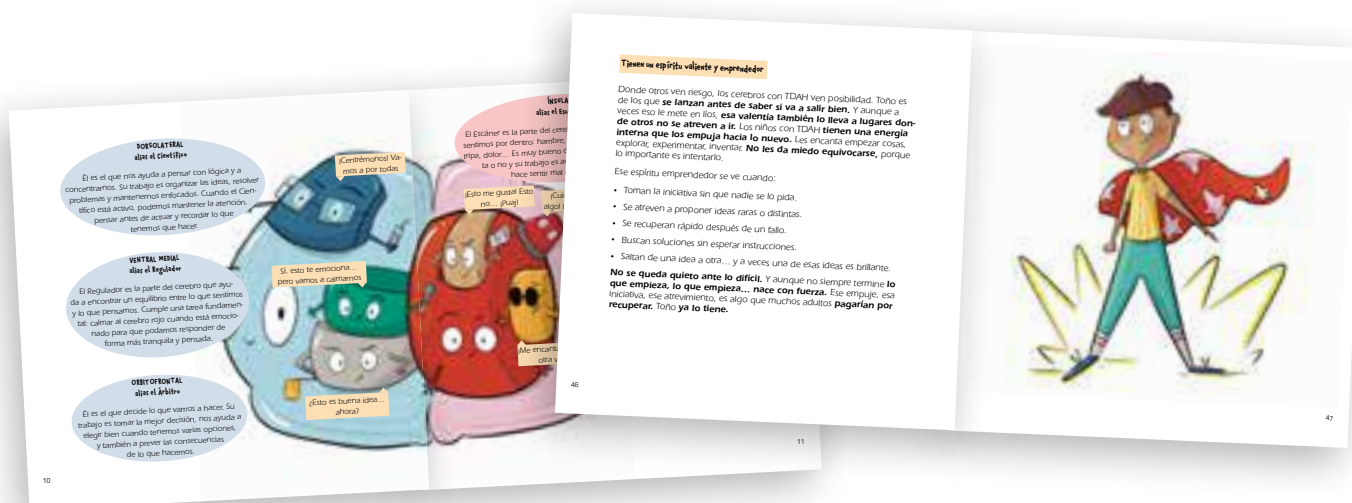 DORSOLATERAL
alias el Científico
Él es el que nos ayuda a pensar con lógica y a
concentrarnos. Su trabajo es organizar las ideas, resolver
problemas y mantenernos enfocados. Cuando el Cien-
tífico está activo, podemos mantener la atención,
pensar antes de actuar y recordar lo que
tenemos que hacer.
VENTRAL MEDIAL
alias el Regulador
El Regulador es la parte del cerebro que ayu-
da a encontrar un equilibrio entre lo que sentimos
y lo que pensamos. Cumple una tarea fundamen-
tal: calmar al cerebro rojo cuando está emocio-
nado para que podamos responder de
forma más tranquila y pensada.
ORBITOFRONTAL
alias el Árbitro
Él es el que decide lo que vamos a hacer. Su
trabajo es tomar la mejor decisión, nos ayuda a
elegir bien cuando tenemos varias opciones,
y también a prever las consecuencias
de lo que hacemos.
10
¡Centrémonos! Va-
mos a por todas
Sí, esto te emociona...
pero vamos a calmarnos
¿Esto es buena idea...
ahora?
ÍNSULA
alias el
El Escáner es la parte del
sentimos por dentro: hambre,
tripa, dolor... Es muy bueno
ta o no y su trabajo es
hace sentir mal
¡Esto me gusta! Esto
no... ¡Puaj!
algo!
¡Me
otra
11
Tienen un espíritu valiente y emprendedor
Donde otros ven riesgo, los cerebros con TDAH ven posibilidad. Toño es
de los que se lanzan antes de saber si va a salir bien. Y aunque a
veces eso le mete en líos, esa valentía también lo lleva a lugares don-
de otros no se atreven a ir. Los niños con TDAH tienen una energía
interna que los empuja hacia lo nuevo. Les encanta empezar cosas,
explorar, experimentar, inventar. No les da miedo equivocarse, porque
lo importante es intentarlo.
Ese espíritu emprendedor se ve cuando:
• Toman la iniciativa sin que nadie se lo pida.
• Se atreven a proponer ideas raras o distintas.
• Se recuperan rápido después de un fallo.
• Buscan soluciones sin esperar instrucciones.
• Saltan de una idea a otra... y a veces una de esas ideas es brillante.
No se queda quieto ante lo difícil. Y aunque no siempre termine lo
que empieza, lo que empieza... nace con fuerza. Ese empuje, esa
iniciativa, ese atrevimiento, es algo que muchos adultos pagarían por
recuperar. Toño ya lo tiene.
46
47